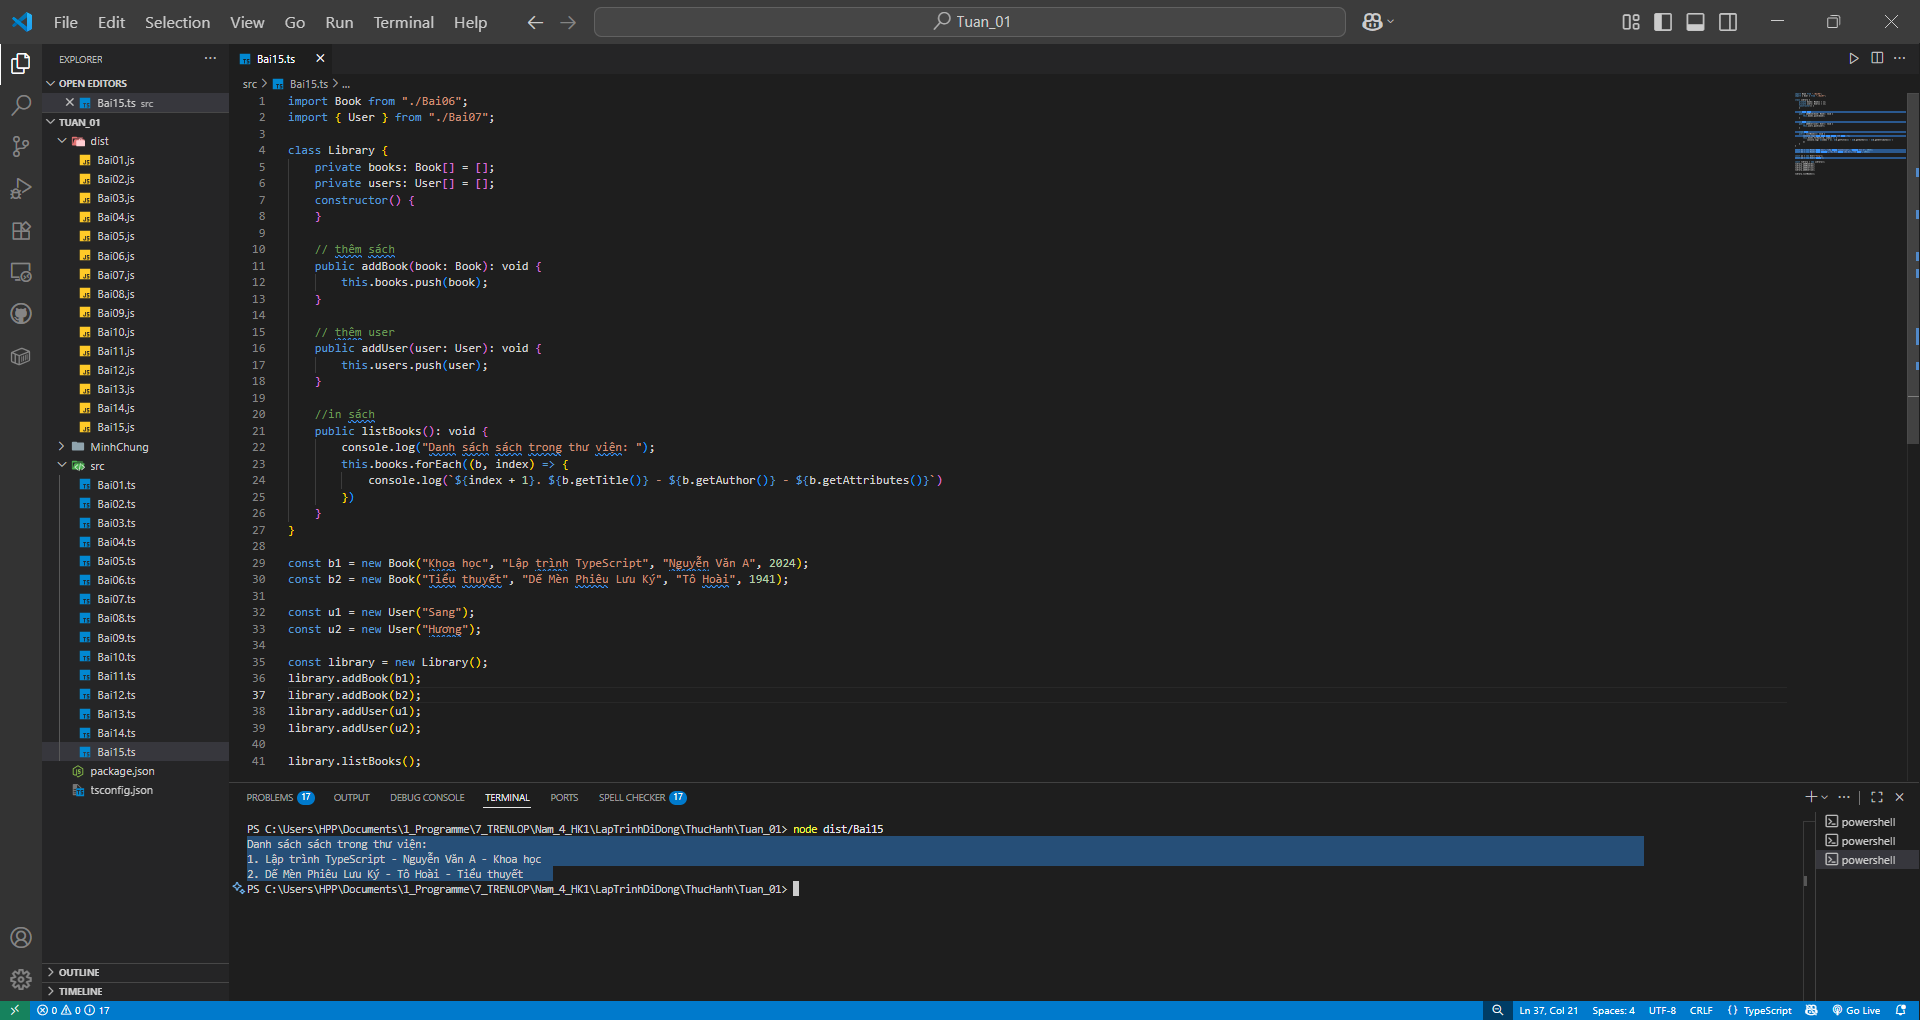 File Edit Selection View Go Run Terminal Help
Tuan_01
EXPLORER
OPEN EDITORS
Bai15.ts src
TUAN_01
dist
Bai01.js
Bai02.js
Bai03.js
Bai04.js
Bai05.js
Bai06.js
Bai07.js
Bai08.js
Bai09.js
Bai10.js
Bai11.js
Bai12.js
Bai13.js
Bai14.js
Bai15.js
MinhChung
src
Bai01.ts
Bai02.ts
Bai03.ts
Bai04.ts
Bai05.ts
Bai06.ts
Bai07.ts
Bai08.ts
Bai09.ts
Bai10.ts
Bai11.ts
Bai12.ts
Bai13.ts
Bai14.ts
Bai15.ts
package.json
tsconfig.json
OUTLINE
TIMELINE
Bai15.ts
src > Bai15.ts > ...
1 import Book from "./Bai06";
2 import { User } from "./Bai07";
3
4 class Library {
5 private books: Book[] = [];
6 private users: User[] = [];
7 constructor() {
8 }
9
10 // thêm sách
11 public addBook(book: Book): void {
12 this.books.push(book);
13 }
14
15 // thêm user
16 public addUser(user: User): void {
17 this.users.push(user);
18 }
19
20 //in sách
21 public listBooks(): void {
22 console.log("Danh sách sách trong thư viện: ");
23 this.books.forEach((b, index) => {
24 console.log(`${index + 1}. ${b.getTitle()} - ${b.getAuthor()} - ${b.getAttributes()}`)
25 })
26 }
27 }
28
29 const b1 = new Book("Khoa học", "Lập trình TypeScript", "Nguyễn Văn A", 2024);
30 const b2 = new Book("Tiểu thuyết", "Dế Mèn Phiêu Lưu Ký", "Tô Hoài", 1941);
31
32 const u1 = new User("Sang");
33 const u2 = new User("Hương");
34
35 const library = new Library();
36 library.addBook(b1);
37 library.addBook(b2);
38 library.addUser(u1);
39 library.addUser(u2);
40
41 library.listBooks();
PROBLEMS 17 OUTPUT DEBUG CONSOLE TERMINAL PORTS SPELL CHECKER 17
PS C:\Users\HPP\Documents\1_Programme\7_TRENLOP\Nam_4_HK1\LapTrinhDiDong\ThucHanh\Tuan_01> node dist/Bai15
Danh sách sách trong thư viện:
1. Lập trình TypeScript - Nguyễn Văn A - Khoa học
2. Dế Mèn Phiêu Lưu Ký - Tô Hoài - Tiểu thuyết
PS C:\Users\HPP\Documents\1_Programme\7_TRENLOP\Nam_4_HK1\LapTrinhDiDong\ThucHanh\Tuan_01>
powershell
powershell
powershell
0 0 17
Ln 37, Col 21 Spaces: 4 UTF-8 CRLF {} TypeScript Go Live